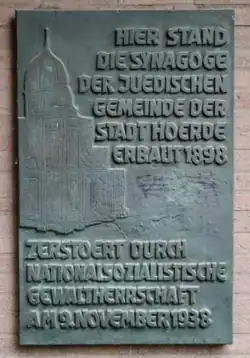 HIER STAND
DIE SYNAGOGE
DER JUEDISCHEN
GEMEINDE DER
STADT HOERDE
ERBAUT 1898
ZERSTOERT DURCH
NATIONALSOZIALISTISCHE
GEWALTHERRSCHAFT
AM 9. NOVEMBER 1938